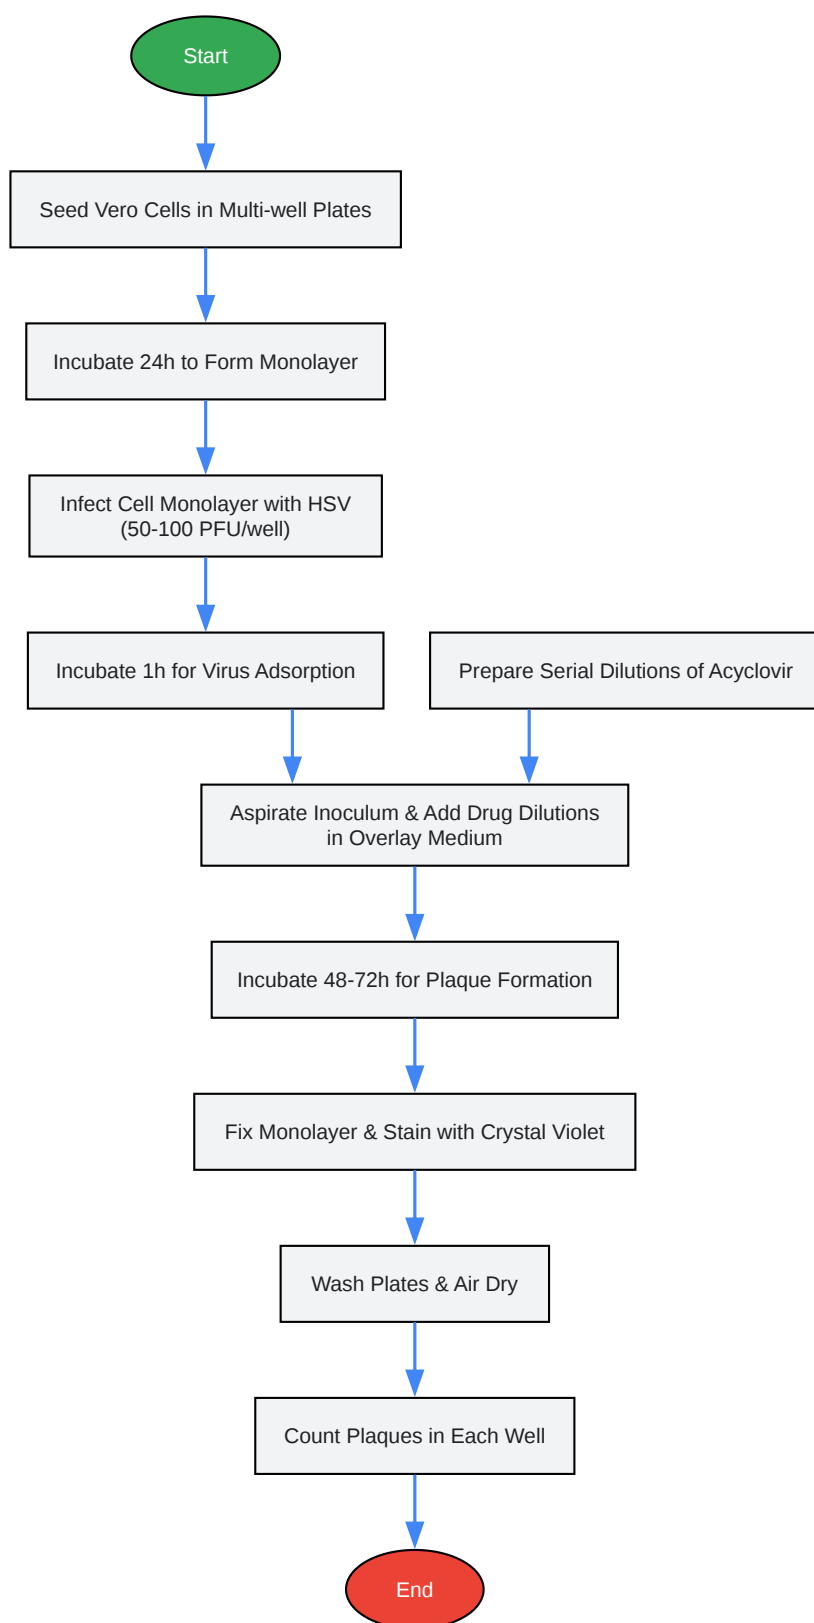 Start
Seed Vero Cells in Multi-well Plates
Incubate 24h to Form Monolayer
Infect Cell Monolayer with HSV
(50-100 PFU/well)
Incubate 1h for Virus Adsorption
Prepare Serial Dilutions of Acyclovir
Aspirate Inoculum & Add Drug Dilutions
in Overlay Medium
Incubate 48-72h for Plaque Formation
Fix Monolayer & Stain with Crystal Violet
Wash Plates & Air Dry
Count Plaques in Each Well
End